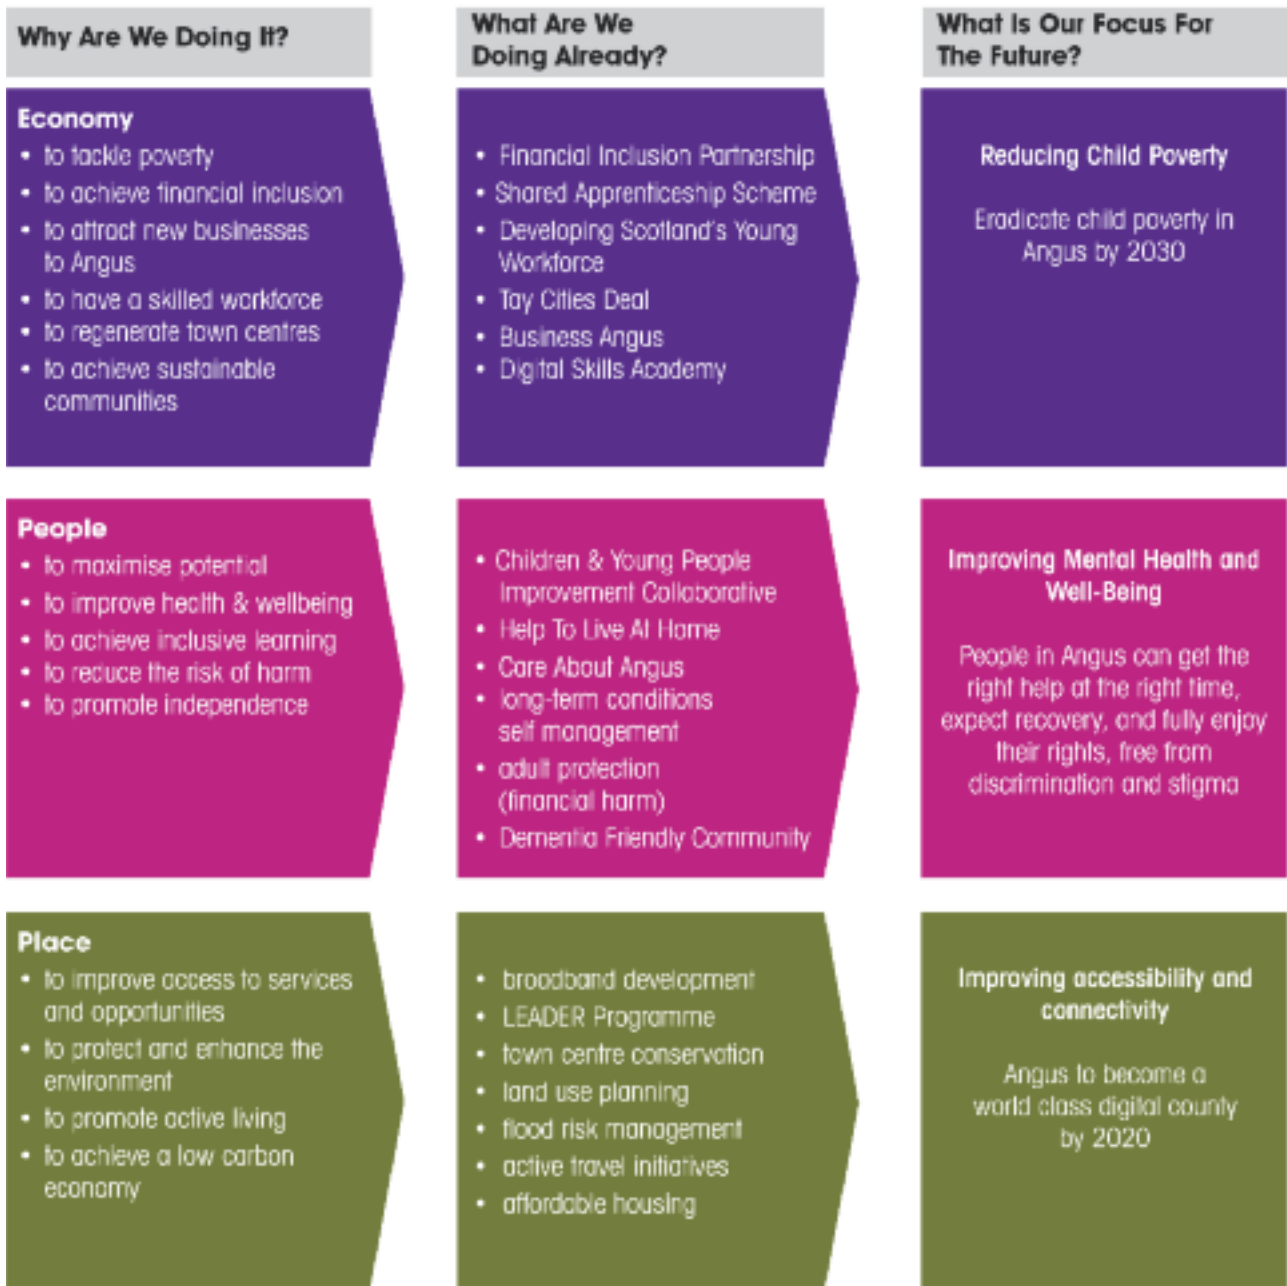 Why Are We Doing It?
What Are We
Doing Already?
What Is Our Focus For
The Future?
Economy
• to tackle poverty
• to achieve financial inclusion
• to attract new businesses
to Angus
• to have a skilled workforce
• to regenerate town centres
• to achieve sustainable
communities
• Financial Inclusion Partnership
• Shared Apprenticeship Scheme
• Developing Scotland's Young
Workforce
• Tay Cities Deal
• Business Angus
• Digital Skills Academy
Reducing Child Poverty
Eradicate child poverty in
Angus by 2030
People
• to maximise potential
• to improve health & wellbeing
• to achieve inclusive learning
• to reduce the risk of harm
• to promote independence
• Children & Young People
Improvement Collaborative
• Help To Live At Home
• Care About Angus
• long-term conditions
self management
• adult protection
(financial harm)
• Dementia Friendly Community
Improving Mental Health and
Well-Being
People in Angus can get the
right help at the right time,
expect recovery, and fully enjoy
their rights, free from
discrimination and stigma
Place
• to improve access to services
and opportunities
• to protect and enhance the
environment
• to promote active living
• to achieve a low carbon
economy
• broadband development
• LEADER Programme
• town centre conservation
• land use planning
• flood risk management
• active travel initiatives
• affordable housing
Improving accessibility and
connectivity
Angus to become a
world class digital county
by 2020